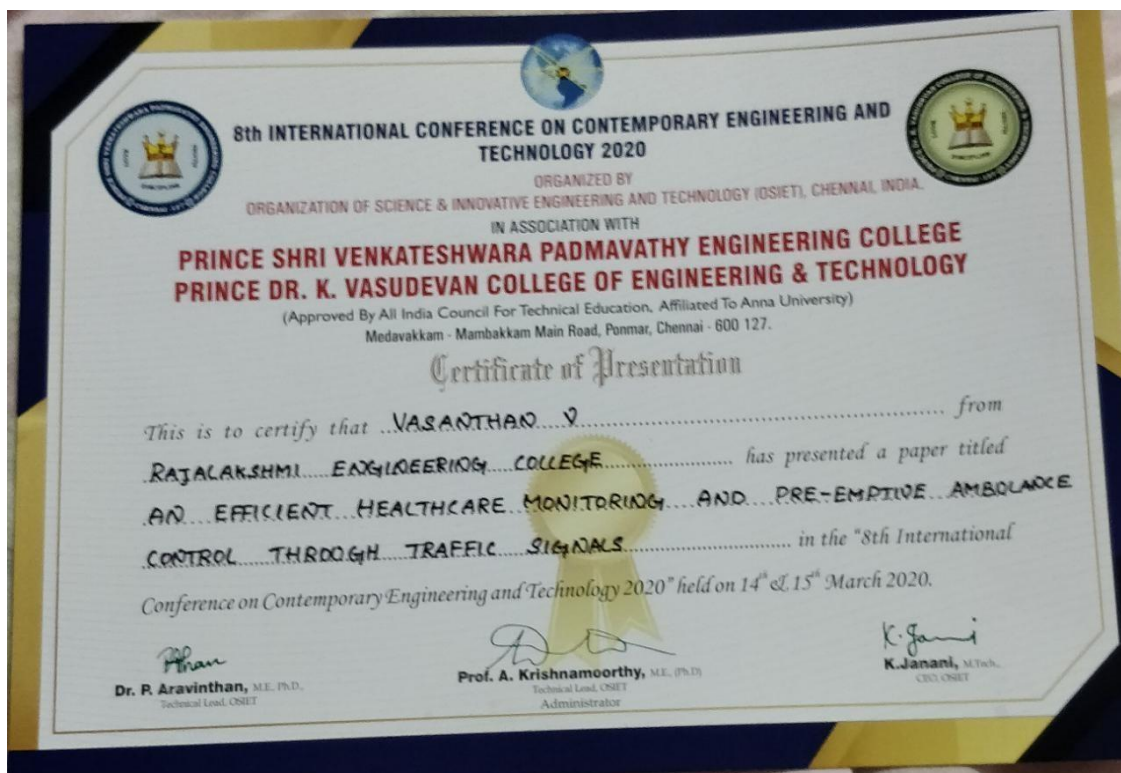 8th INTERNATIONAL CONFERENCE ON CONTEMPORARY ENGINEERING AND
TECHNOLOGY 2020
ORGANIZED BY
ORGANIZATION OF SCIENCE & INNOVATIVE ENGINEERING AND TECHNOLOGY (OSIET), CHENNAI, INDIA.
IN ASSOCIATION WITH
PRINCE SHRI VENKATESHWARA PADMAVATHY ENGINEERING COLLEGE
PRINCE DR. K. VASUDEVAN COLLEGE OF ENGINEERING & TECHNOLOGY
(Approved By All India Council For Technical Education, Affiliated To Anna University)
Medavakkam - Mambakkam Main Road, Ponmar, Chennai - 600 127.
Certificate of Presentation
This is to certify that VASANTHAN V from
RAJALAKSHMI ENGINEERING COLLEGE has presented a paper titled
AN EFFICIENT HEALTHCARE MONITORING AND PRE-EMPTIVE AMBULANCE
CONTROL THROUGH TRAFFIC SIGNALS in the "8th International
Conference on Contemporary Engineering and Technology 2020" held on 14th & 15th March 2020.
K. Jani
Dr. P. Aravinthan, M.E. Ph.D.,
Technical Lead, OSIET
Prof. A. Krishnamoorthy, M.E., (Ph.D)
Technical Lead, OSIET
Administrator
K.Janani, M.Tech.,
CEO, OSIET